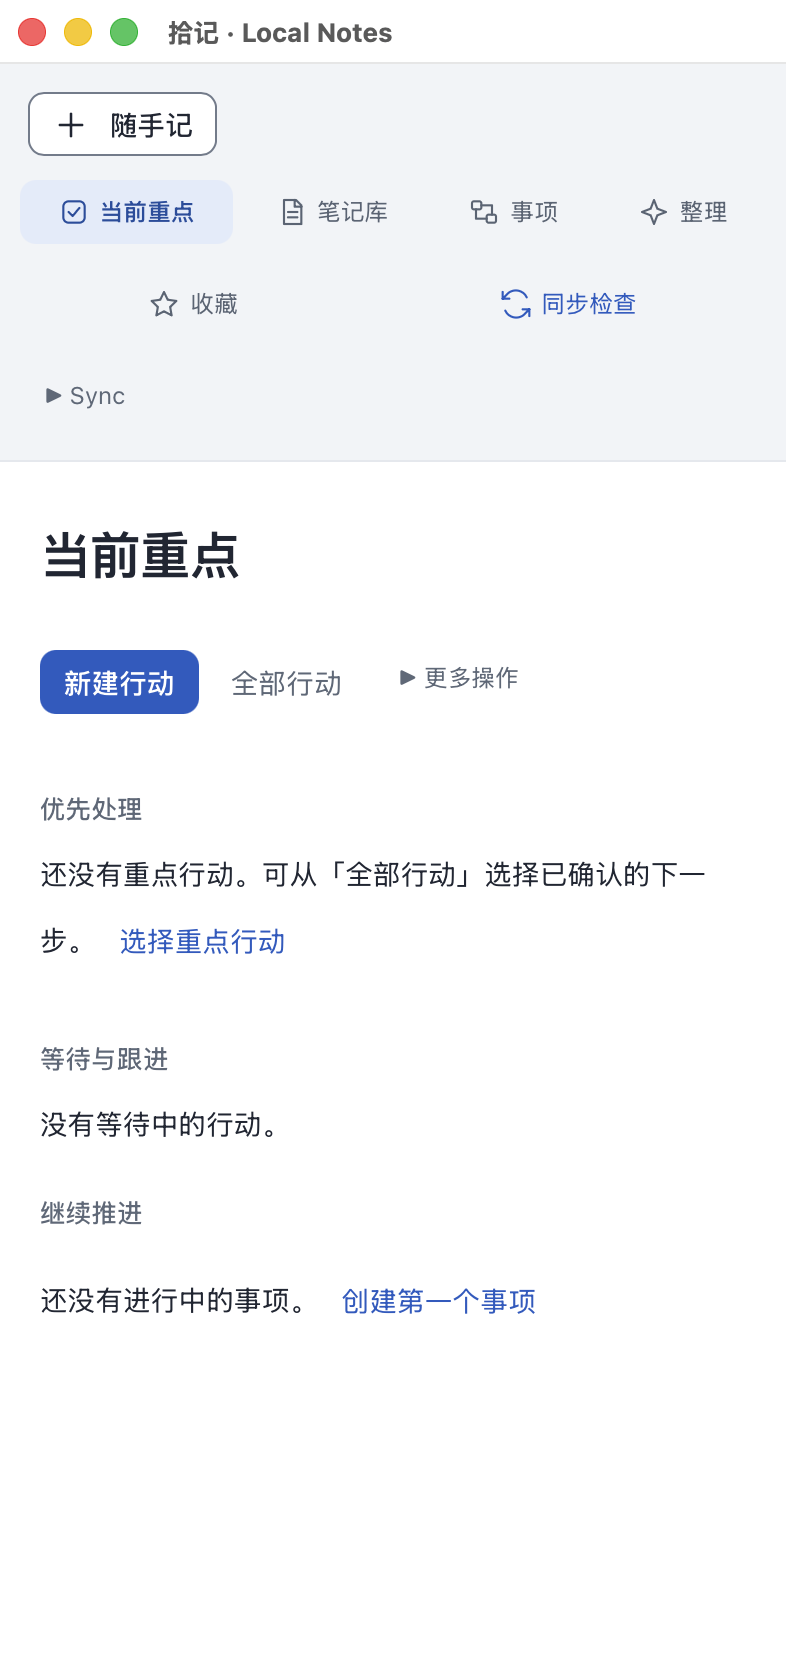 拾记 · Local Notes
随手记
当前重点 笔记库 事项 整理
收藏 同步检查
Sync
当前重点
新建行动 全部行动 更多操作
优先处理
还没有重点行动。可从「全部行动」选择已确认的下一
步。 选择重点行动
等待与跟进
没有等待中的行动。
继续推进
还没有进行中的事项。 创建第一个事项